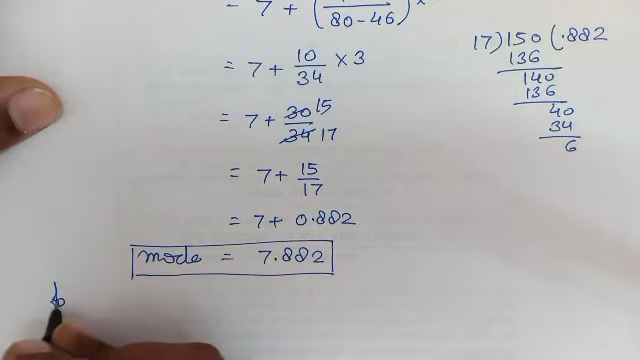 = 7 + ( / 80-46 ) ×
= 7 + 10/34 × 3
= 7 + 30 15 / 34 17
= 7 + 15/17
= 7 + 0.882
mode = 7.882
17)150(.882
136
140
136
40
34
6